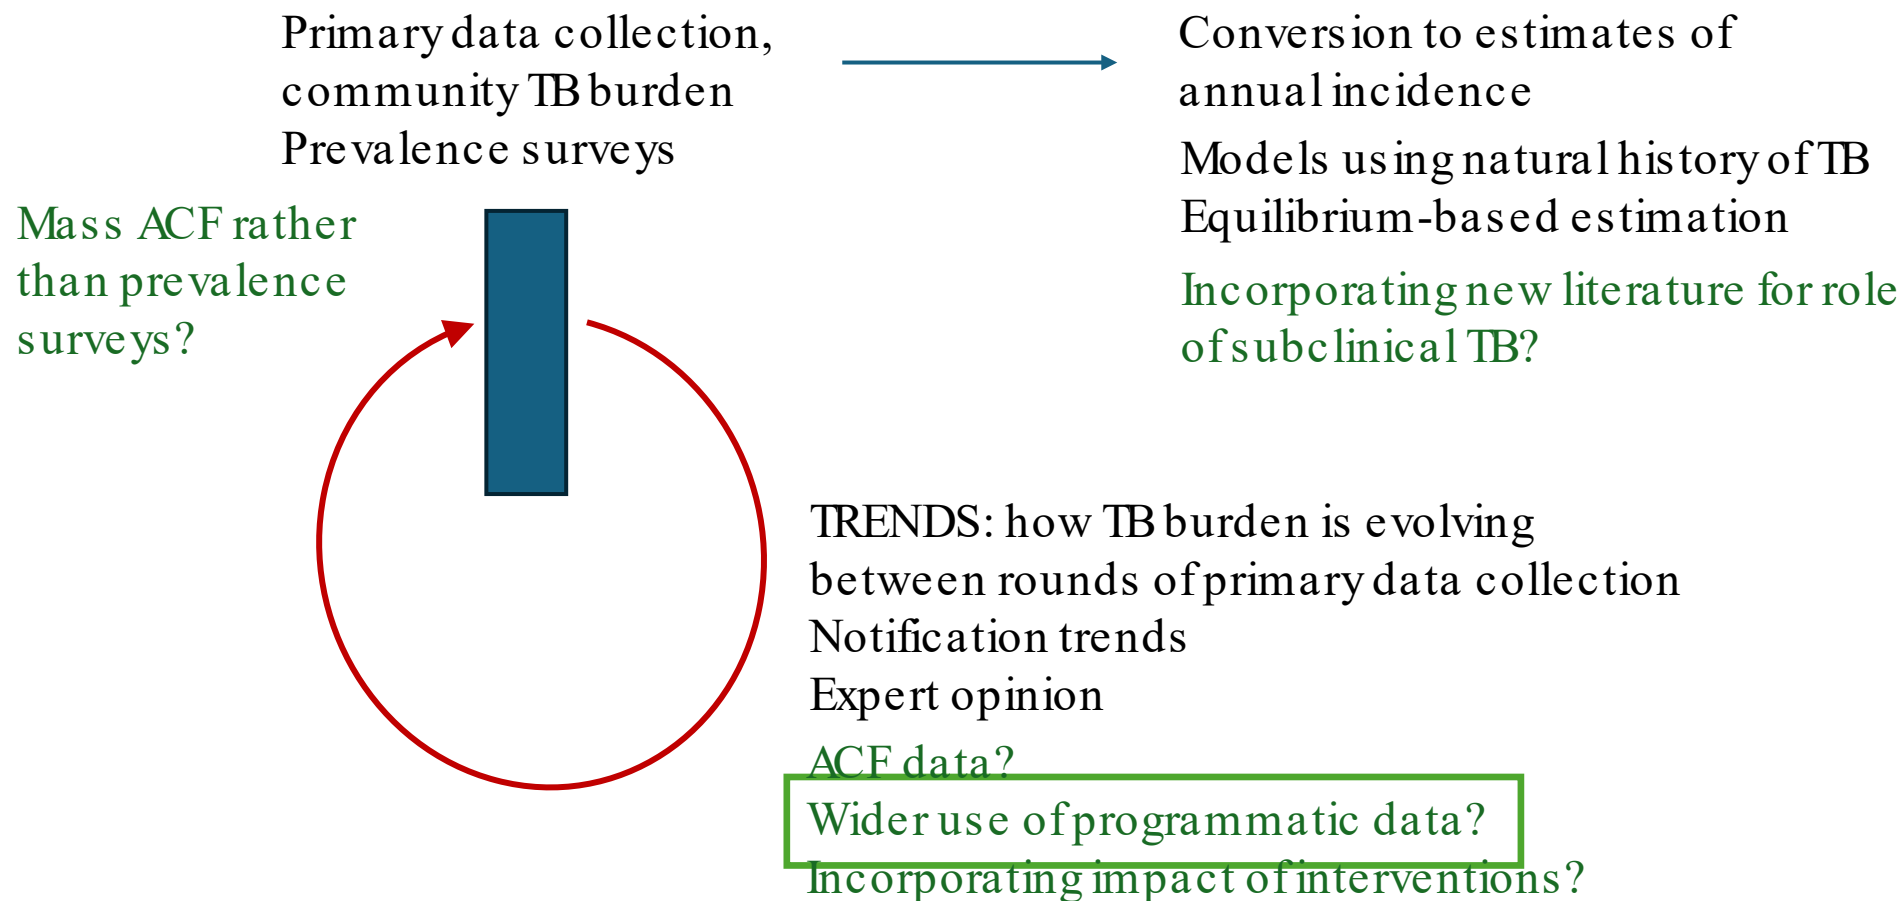 Primary data collection,
community TB burden
Prevalence surveys
Conversion to estimates of
annual incidence
Models using natural history of TB
Equilibrium-based estimation
Incorporating new literature for role
of subclinical TB?
Mass ACF rather
than prevalence
surveys?
TRENDS: how TB burden is evolving
between rounds of primary data collection
Notification trends
Expert opinion
ACF data?
Wider use of programmatic data?
Incorporating impact of interventions?